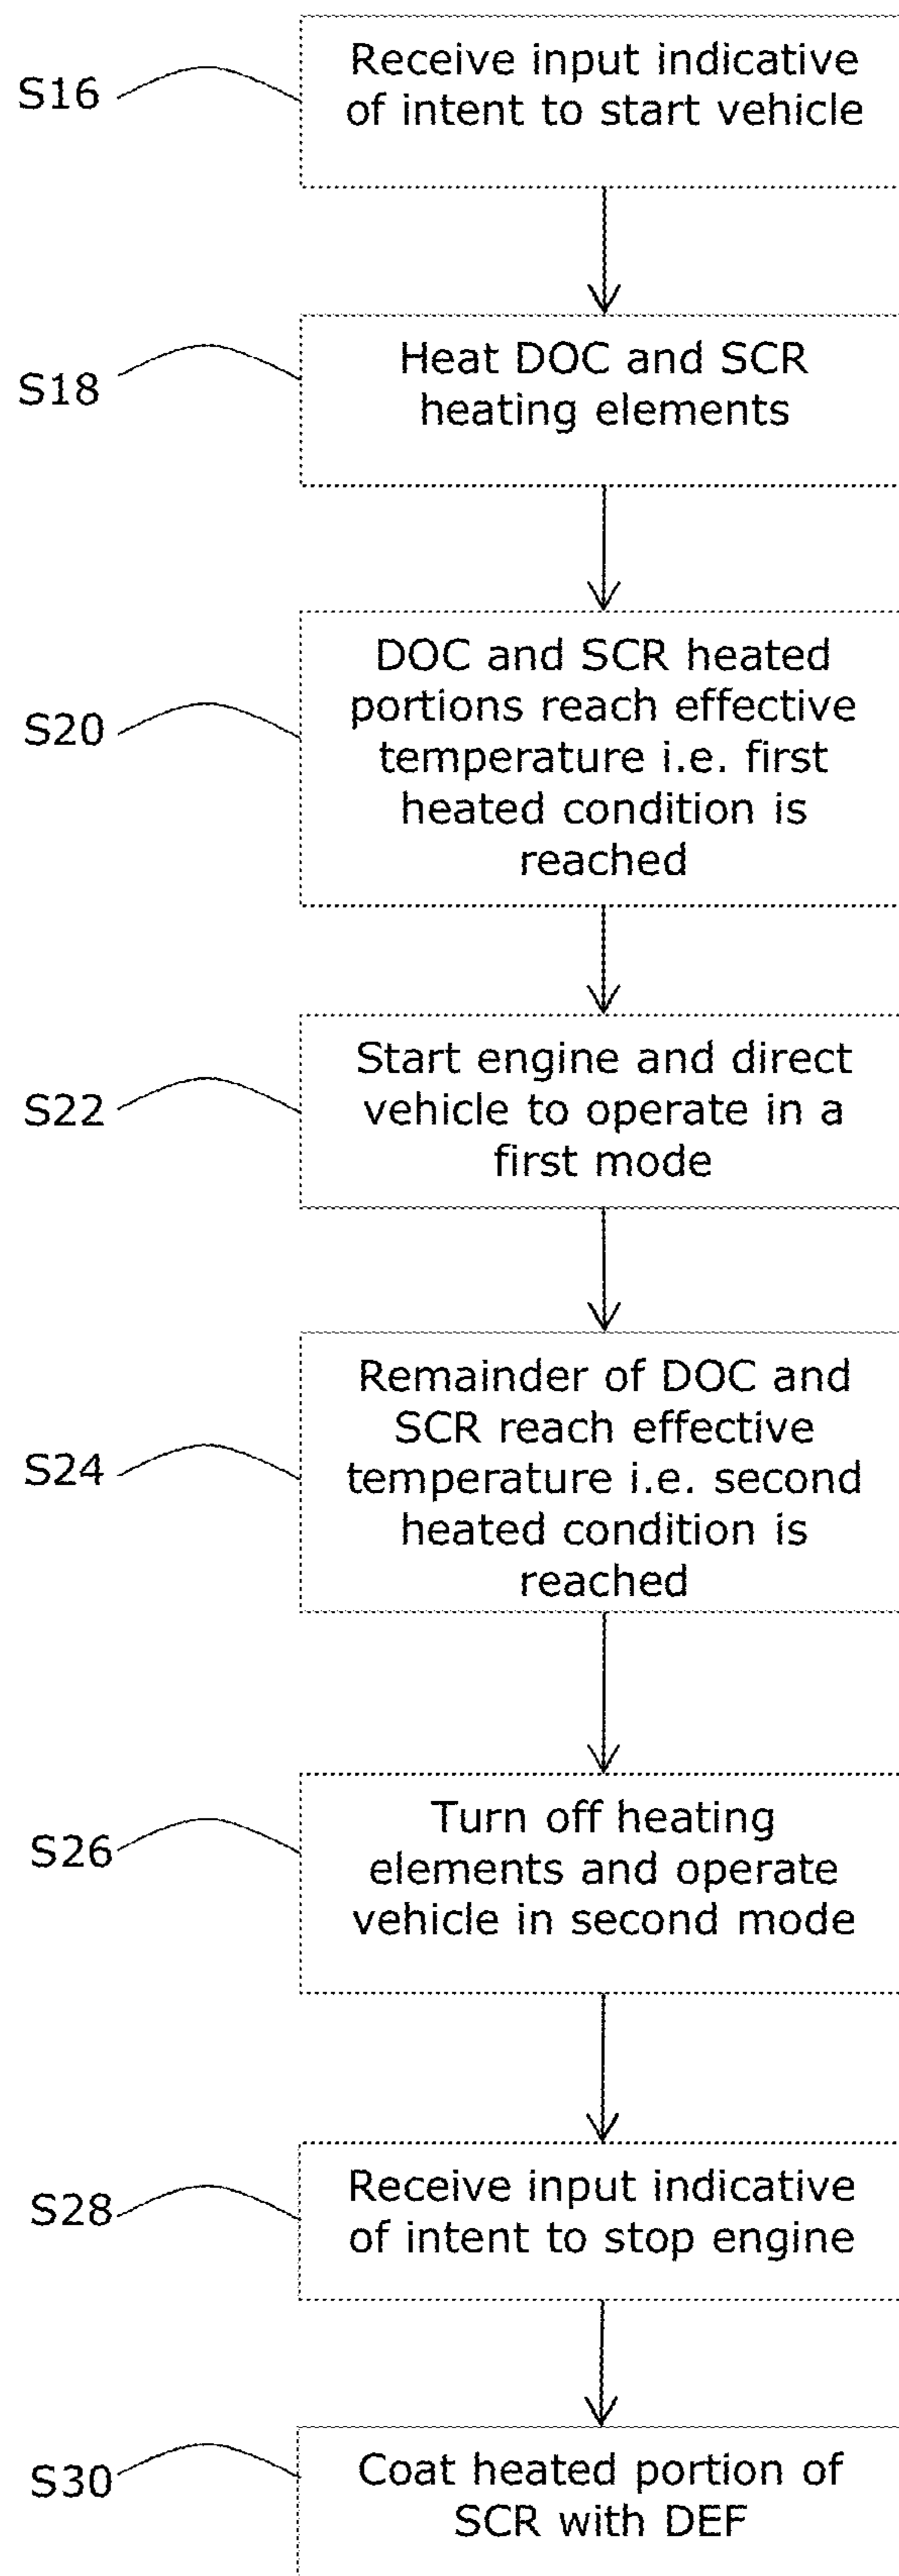 S16
Receive input indicative
of intent to start vehicle
S18
Heat DOC and SCR
heating elements
S20
DOC and SCR heated
portions reach effective
temperature i.e. first
heated condition is
reached
S22
Start engine and direct
vehicle to operate in a
first mode
S24
Remainder of DOC and
SCR reach effective
temperature i.e. second
heated condition is
reached
S26
Turn off heating
elements and operate
vehicle in second mode
S28
Receive input indicative
of intent to stop engine
S30
Coat heated portion of
SCR with DEF